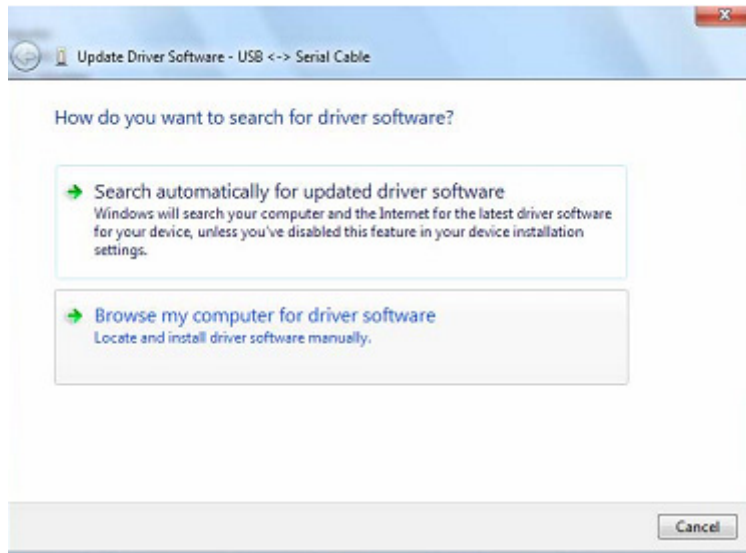 Update Driver Software - USB <-> Serial Cable
How do you want to search for driver software?
Search automatically for updated driver software
Windows will search your computer and the Internet for the latest driver software
for your device, unless you've disabled this feature in your device installation
settings.
Browse my computer for driver software
Locate and install driver software manually.
Cancel